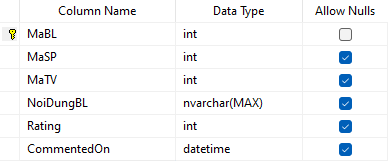 Column Name Data Type Allow Nulls
MaBL int
MaSP int
MaTV int
NoiDungBL nvarchar(MAX)
Rating int
CommentedOn datetime